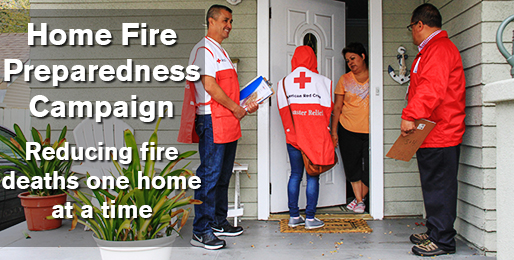 Home Fire
Preparedness
Campaign
Reducing fire
deaths one home
at a time
American Red Cross
Disaster Relief